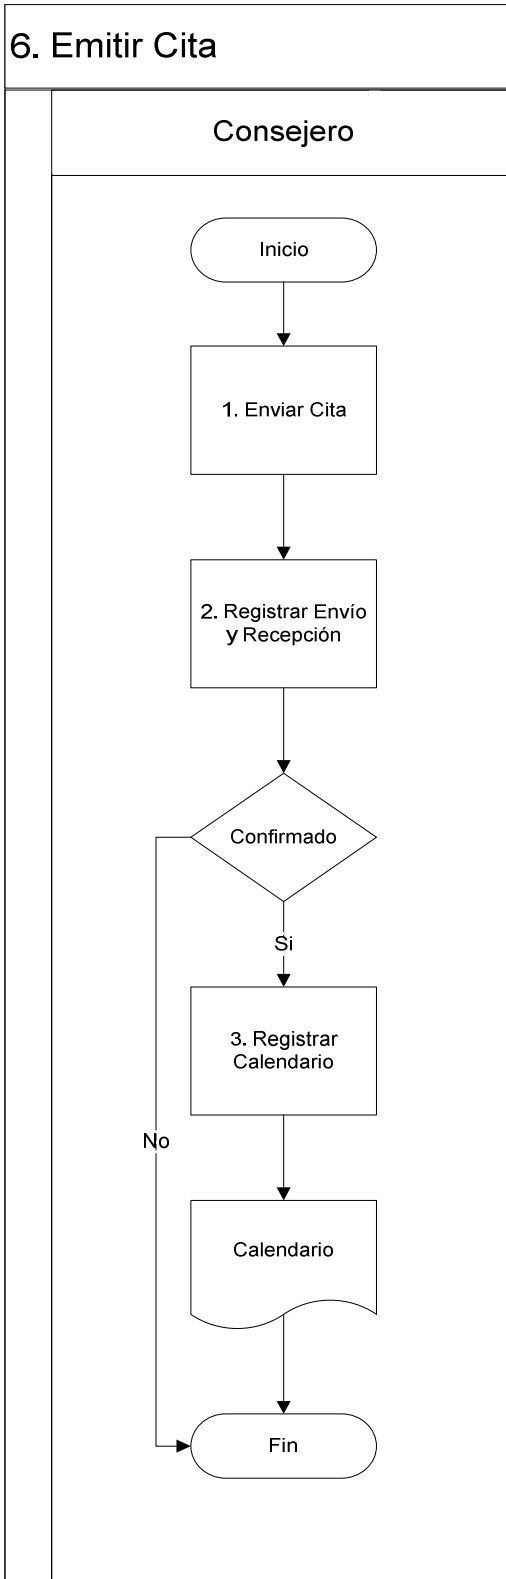 6. Emitir Cita
Consejero
Inicio
1. Enviar Cita
2. Registrar Envío
y Recepción
Confirmado
Si
3. Registrar
Calendario
No
Calendario
Fin